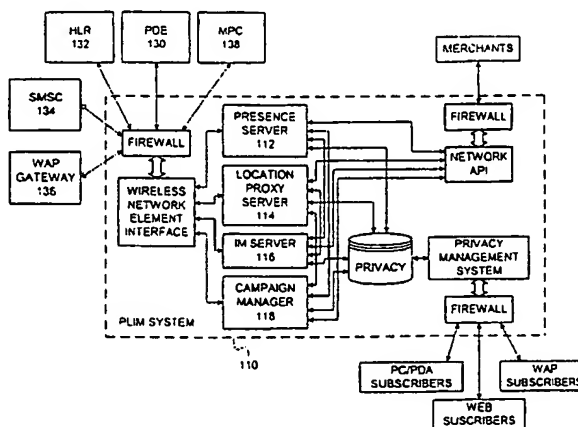 HLR
132
PDE
130
MPC
138
MERCHANTS
SMSC
134
FIREWALL
PRESENCE
SERVER
112
FIREWALL
WAP
GATEWAY
136
WIRELESS
NETWORK
ELEMENT
INTERFACE
LOCATION
PROXY
SERVER
114
NETWORK
API
IM SERVER
116
PRIVACY
PRIVACY
MANAGEMENT
SYSTEM
CAMPAIGN
MANAGER
118
FIREWALL
PLIM SYSTEM
110
PC/PDA
SUBSCRIBERS
WAP
SUBSCRIBERS
WEB
SUSCRIBERS